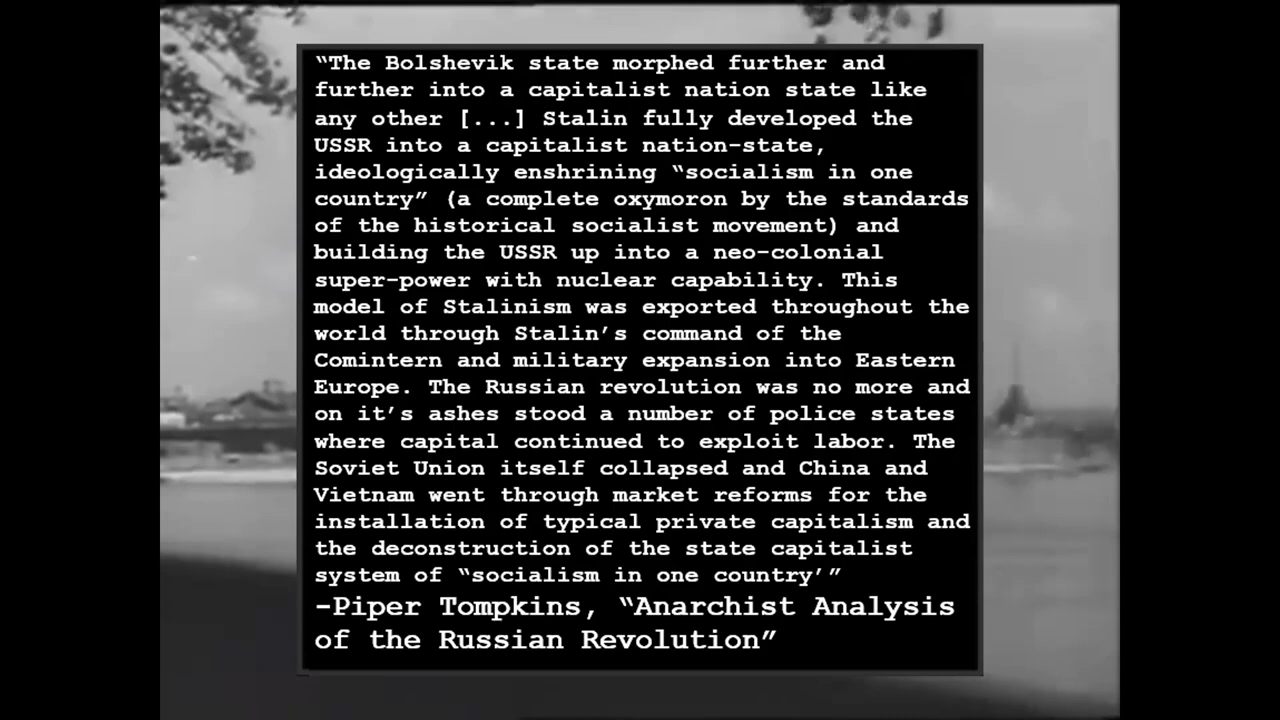 “The Bolshevik state morphed further and
further into a capitalist nation state like
any other [...] Stalin fully developed the
USSR into a capitalist nation-state,
ideologically enshrining “socialism in one
country” (a complete oxymoron by the standards
of the historical socialist movement) and
building the USSR up into a neo-colonial
super-power with nuclear capability. This
model of Stalinism was exported throughout the
world through Stalin’s command of the
Comintern and military expansion into Eastern
Europe. The Russian revolution was no more and
on it’s ashes stood a number of police states
where capital continued to exploit labor. The
Soviet Union itself collapsed and China and
Vietnam went through market reforms for the
installation of typical private capitalism and
the deconstruction of the state capitalist
system of “socialism in one country’”
-Piper Tompkins, “Anarchist Analysis
of the Russian Revolution”